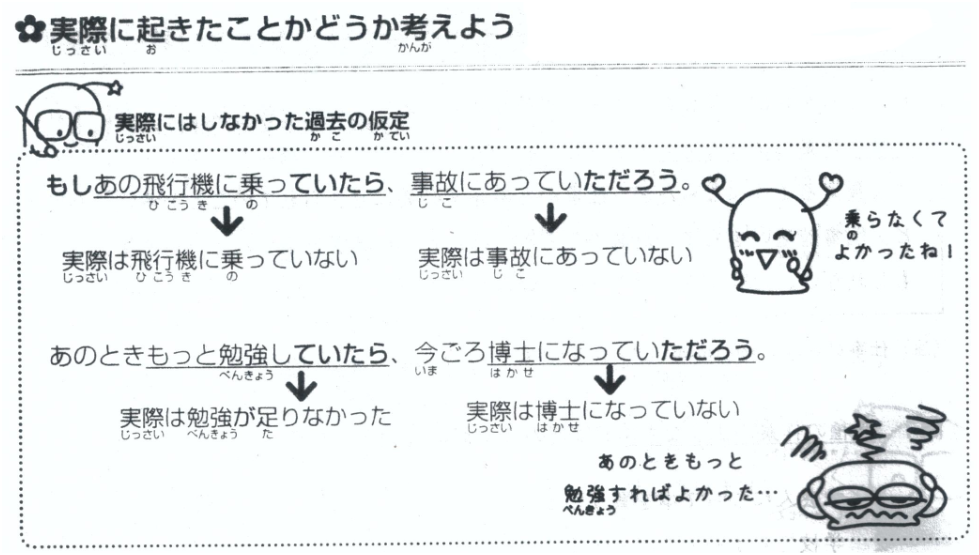 ✿実際に起きたことかどうか考えよう
じっさい お かんが
実際にはしなかった過去の仮定
じっさい かこ かてい
もしあの飛行機に乗っていたら、事故にあっていただろう。
ひこうき の じこ
実際は飛行機に乗っていない
じっさい ひこうき の
実際は事故にあっていない
じっさい じこ
乗らなくて
の
よかったね!
あのときもっと勉強していたら、今ごろ博士になっていただろう。
べんきょう いま はかせ
実際は勉強が足りなかった
じっさい べんきょう た
実際は博士になっていない
じっさい はかせ
あのときもっと
勉強すればよかった…
べんきょう